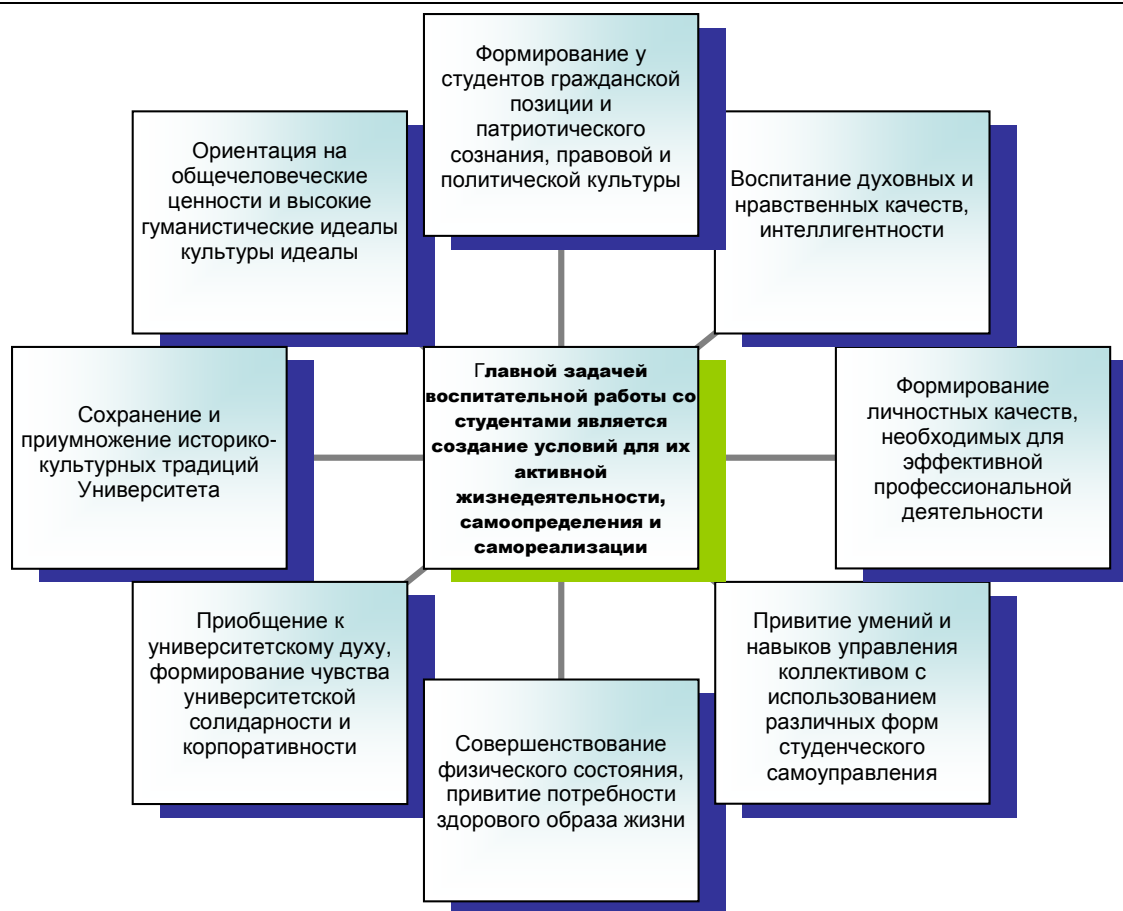 Формирование у
студентов гражданской
позиции и
патриотического
сознания, правовой и
политической культуры
Ориентация на
общечеловеческие
ценности и высокие
гуманистические идеалы
культуры идеалы
Воспитание духовных и
нравственных качеств,
интеллигентности
Сохранение и
приумножение историко-
культурных традиций
Университета
Главной задачей
воспитательной работы со
студентами является
создание условий для их
активной
жизнедеятельности,
самоопределения и
самореализации
Формирование
личностных качеств,
необходимых для
эффективной
профессиональной
деятельности
Приобщение к
университетскому духу,
формирование чувства
университетской
солидарности и
корпоративности
Совершенствование
физического состояния,
привитие потребности
здорового образа жизни
Привитие умений и
навыков управления
коллективом с
использованием
различных форм
студенческого
самоуправления